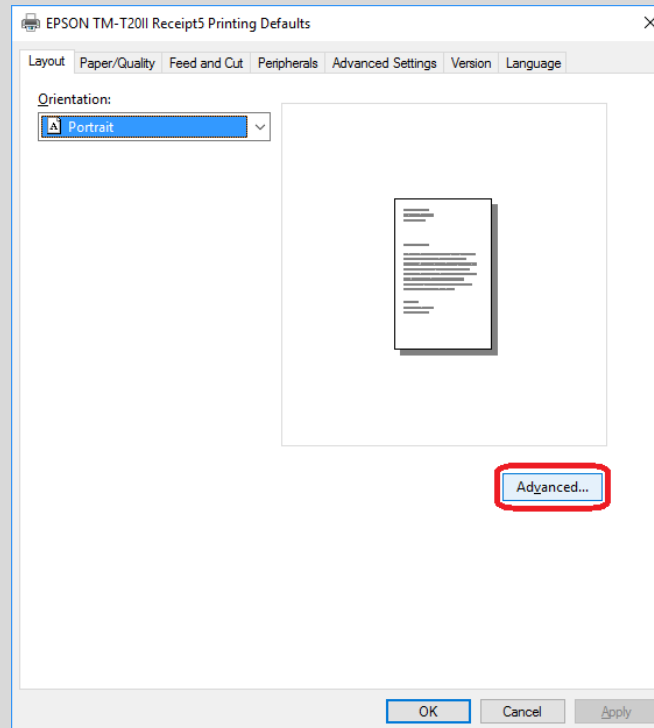 EPSON TM-T20II Receipt5 Printing Defaults
Layout Paper/Quality Feed and Cut Peripherals Advanced Settings Version Language
Orientation:
A Portrait
Advanced...
OK Cancel Apply